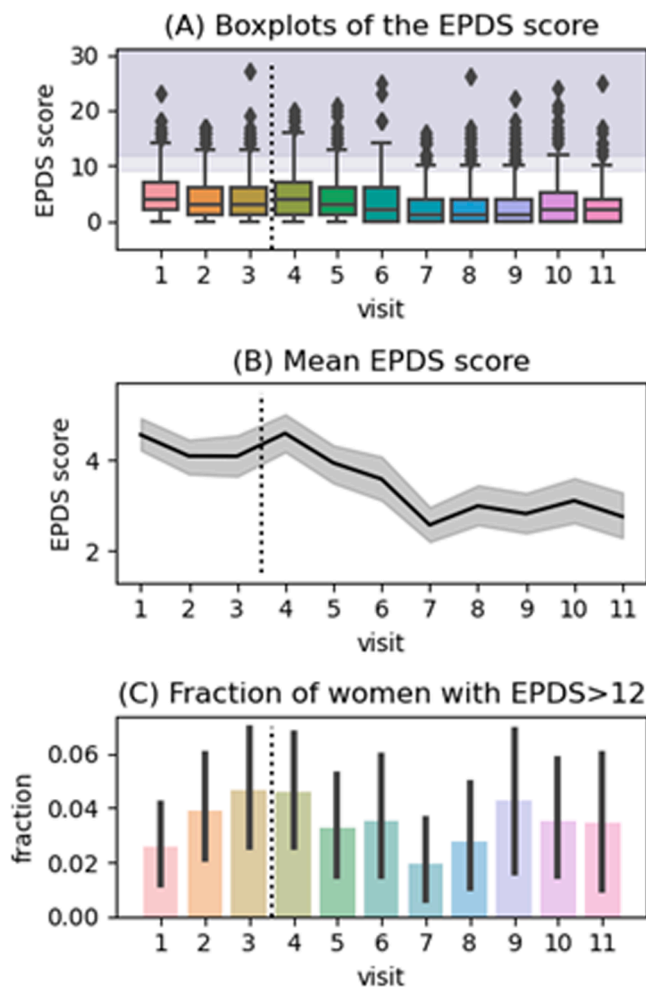 (A) Boxplots of the EPDS score
30
20
10
0
EPDS score
1 2 3 4 5 6 7 8 9 10 11
visit
(B) Mean EPDS score
4
2
EPDS score
1 2 3 4 5 6 7 8 9 10 11
visit
(C) Fraction of women with EPDS>12
0.06
0.04
0.02
0.00
fraction
1 2 3 4 5 6 7 8 9 10 11
visit